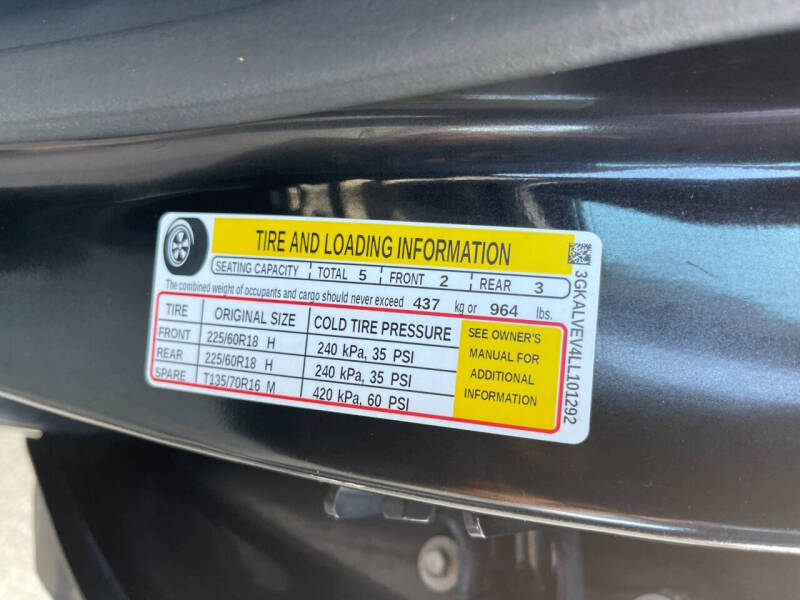 TIRE AND LOADING INFORMATION
SEATING CAPACITY TOTAL 5 FRONT 2 REAR 3
The combined weight of occupants and cargo should never exceed 437 kg or 964 lbs.
TIRE ORIGINAL SIZE COLD TIRE PRESSURE
FRONT 225/60R18 H 240 kPa, 35 PSI
REAR 225/60R18 H 240 kPa, 35 PSI
SPARE T135/70R16 M 420 kPa, 60 PSI
SEE OWNER'S
MANUAL FOR
ADDITIONAL
INFORMATION
3GKALVEV4LL101292